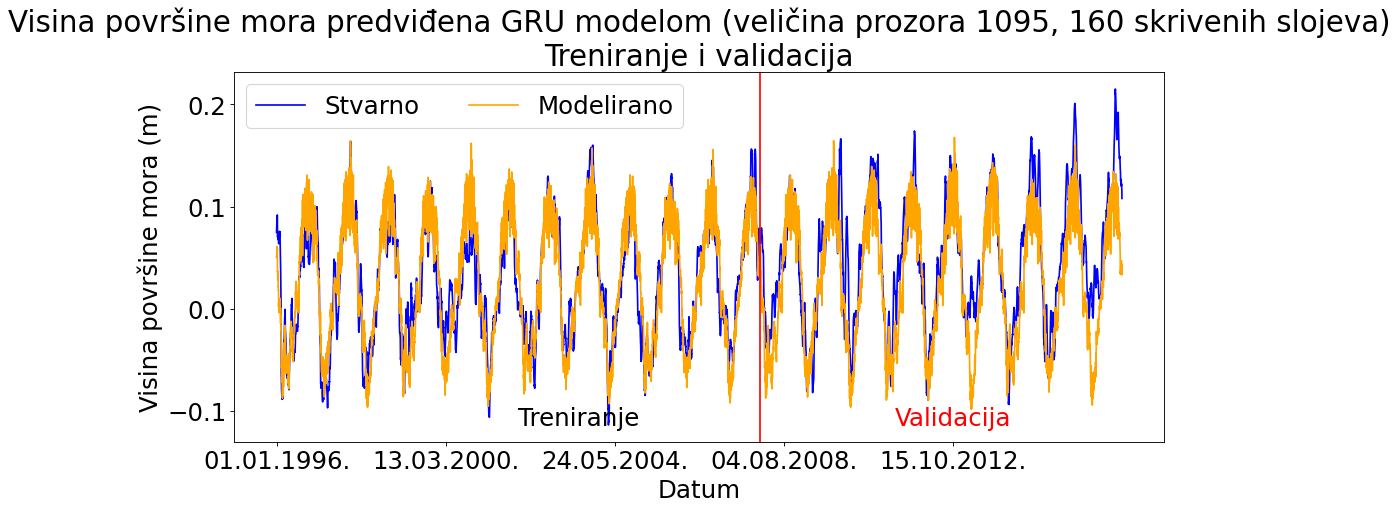 Visina površine mora predviđena GRU modelom (veličina prozora 1095, 160 skrivenih slojeva)
Treniranje i validacija
Stvarno
Modelirano
Visina površine mora (m)
0.2
0.1
0.0
−0.1
Treniranje
Validacija
01.01.1996.
13.03.2000.
24.05.2004.
04.08.2008.
15.10.2012.
Datum